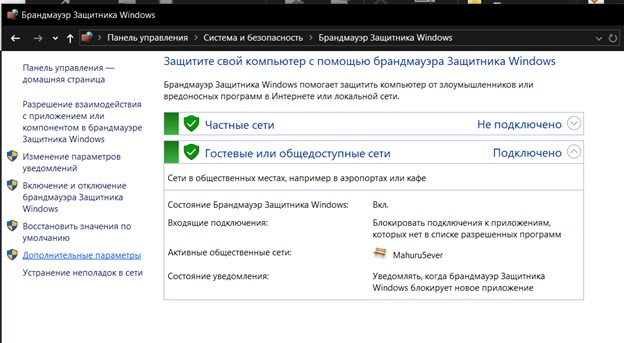 Брандмауэр Защитника Windows
Панель управления > Система и безопасность > Брандмауэр Защитника Windows
Панель управления —
домашняя страница
Разрешение взаимодействия
с приложением или
компонентом в брандмауэре
Защитника Windows
Изменение параметров
уведомлений
Включение и отключение
брандмауэра Защитника
Windows
Восстановить значения по
умолчанию
Дополнительные параметры
Устранение неполадок в сети
Защитите свой компьютер с помощью брандмауэра Защитника Windows
Брандмауэр Защитника Windows помогает защитить компьютер от злоумышленников или
вредоносных программ в Интернете или локальной сети.
Частные сети Не подключено
Гостевые или общедоступные сети Подключено
Сети в общественных местах, например в аэропортах или кафе
Состояние Брандмауэр Защитника Windows: Вкл.
Входящие подключения: Блокировать подключения к приложениям,
которых нет в списке разрешенных программ
Активные общественные сети: Mahuru5ever
Состояние уведомления: Уведомлять, когда брандмауэр Защитника
Windows блокирует новое приложение